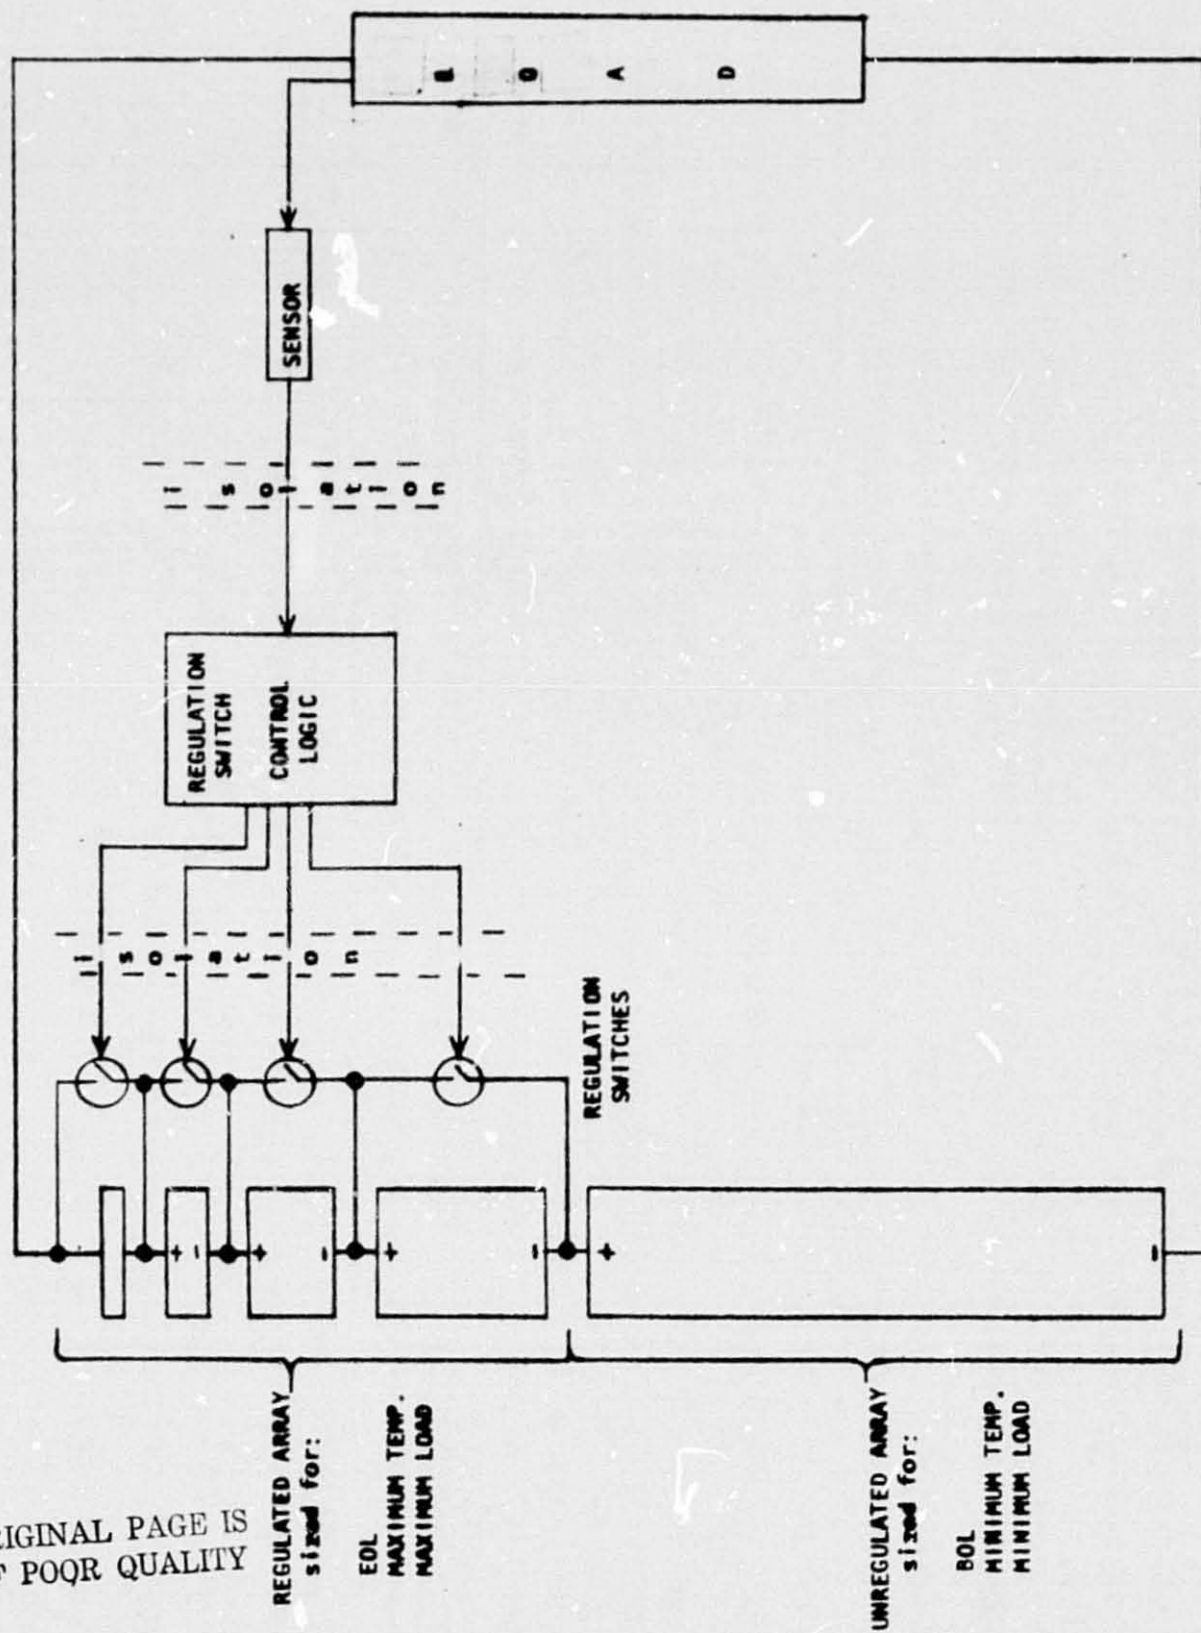 LOAD
SENSOR
isolation
REGULATION
SWITCH
CONTROL
LOGIC
isolation
REGULATION
SWITCHES
+ -
+ -
+ -
+ -
REGULATED ARRAY
sized for:
EOL
MAXIMUM TEMP.
MAXIMUM LOAD
UNREGULATED ARRAY
sized for:
BOL
MINIMUM TEMP.
MINIMUM LOAD
RIGINAL PAGE IS
POOR QUALITY